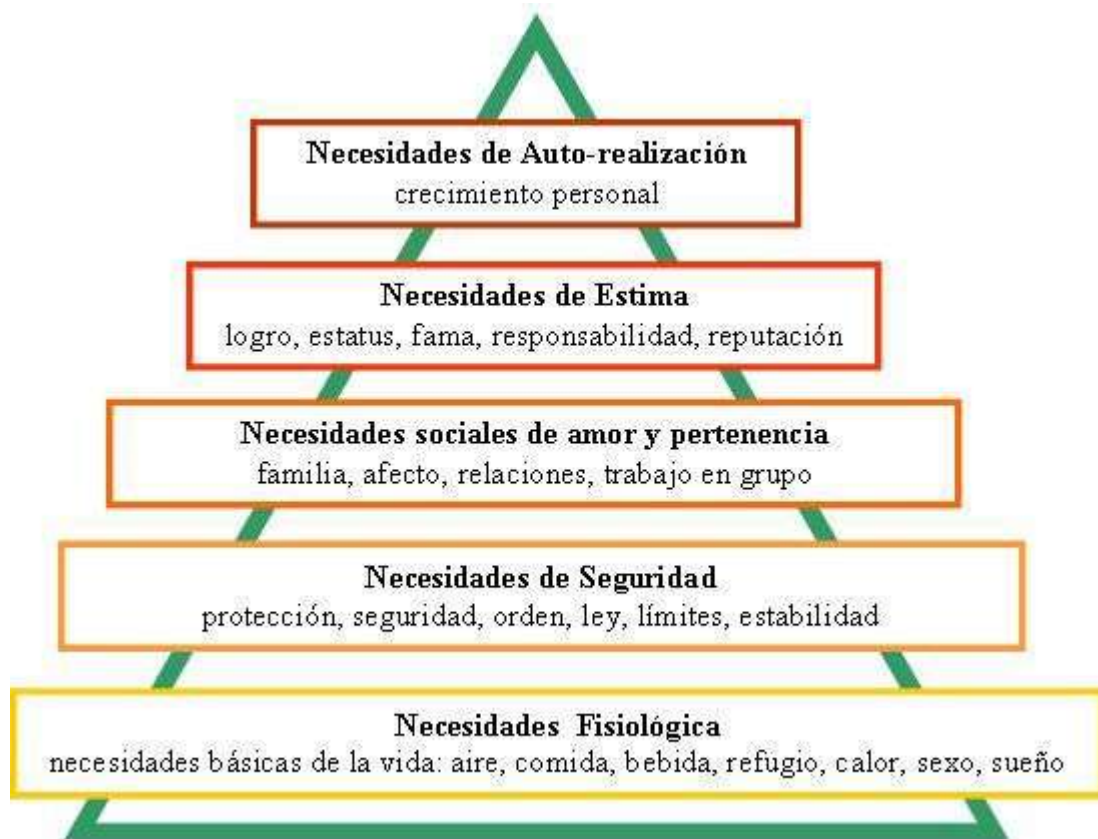 Necesidades de Auto-realización
crecimiento personal
Necesidades de Estima
logro, estatus, fama, responsabilidad, reputación
Necesidades sociales de amor y pertenencia
familia, afecto, relaciones, trabajo en grupo
Necesidades de Seguridad
protección, seguridad, orden, ley, límites, estabilidad
Necesidades Fisiológica
necesidades básicas de la vida: aire, comida, bebida, refugio, calor, sexo, sueño